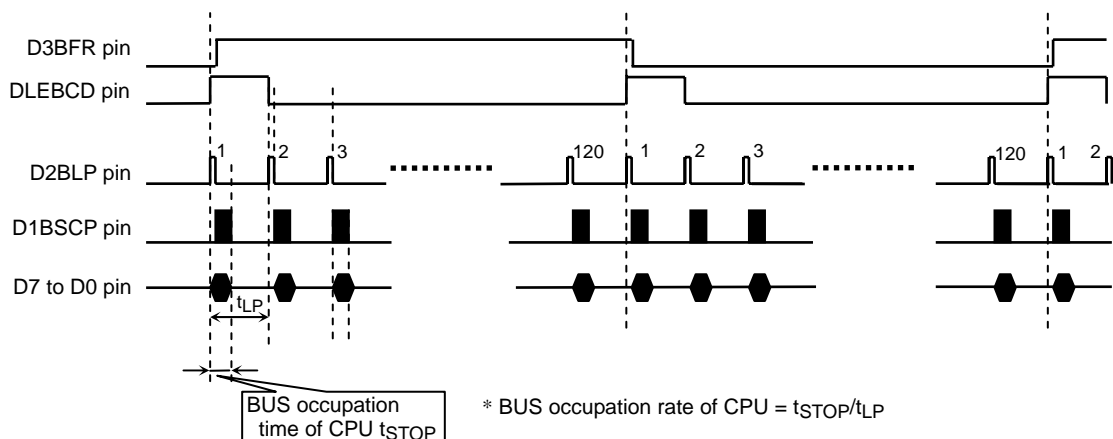 D3BFR pin
DLEBCD pin
D2BLP pin
1 2 3 120 1 2 3 120 1 2
D1BSCP pin
D7 to D0 pin
tLP
BUS occupation
time of CPU tSTOP
* BUS occupation rate of CPU = tSTOP/tLP